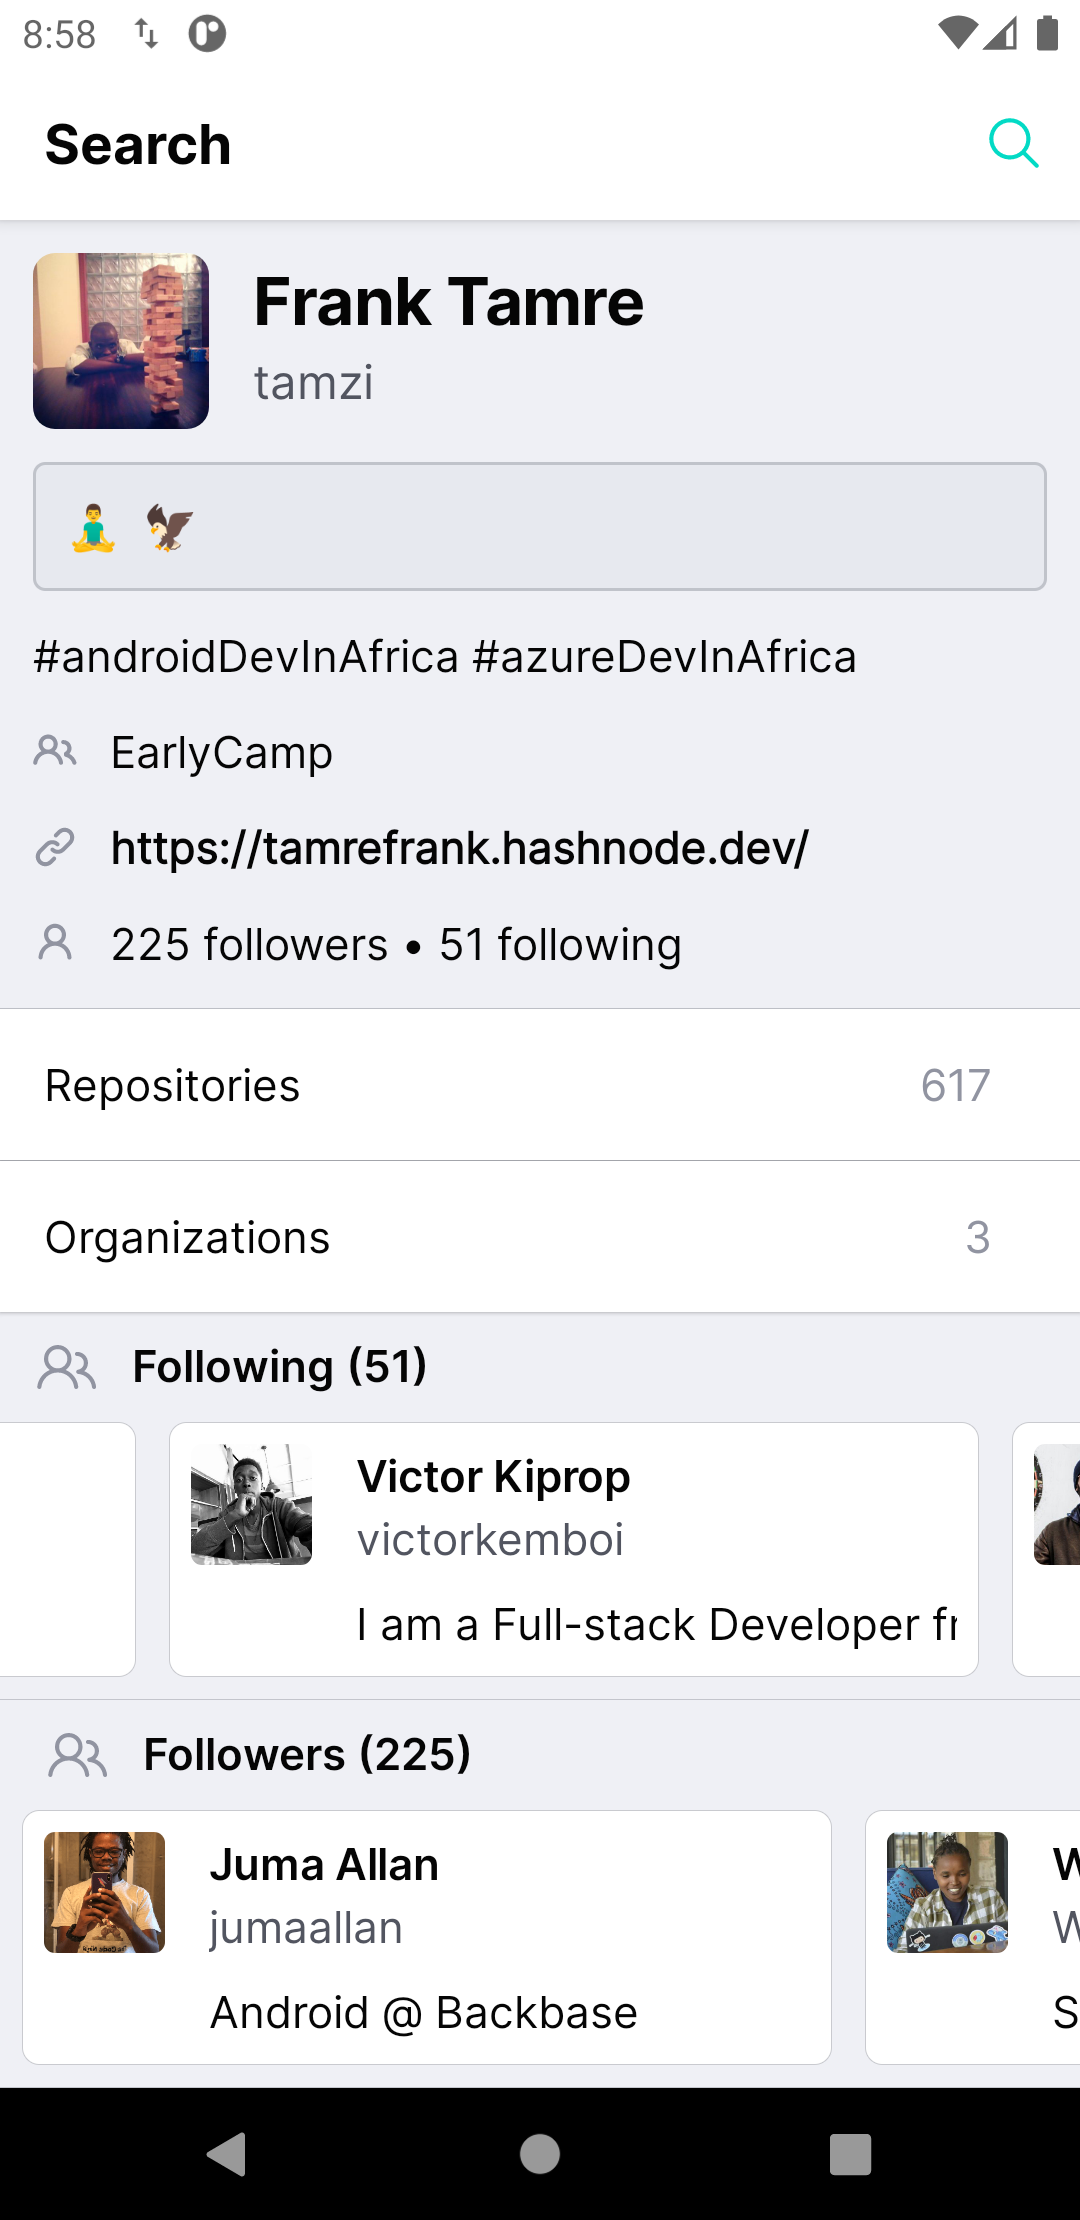 8:58
Search
Frank Tamre
tamzi
🧘‍♂️ 🦅
#androidDevInAfrica #azureDevInAfrica
EarlyCamp
https://tamrefrank.hashnode.dev/
225 followers • 51 following
Repositories 617
Organizations 3
Following (51)
Victor Kiprop
victorkemboi
I am a Full-stack Developer fr
Followers (225)
Juma Allan
jumaallan
Android @ Backbase
W
W
S